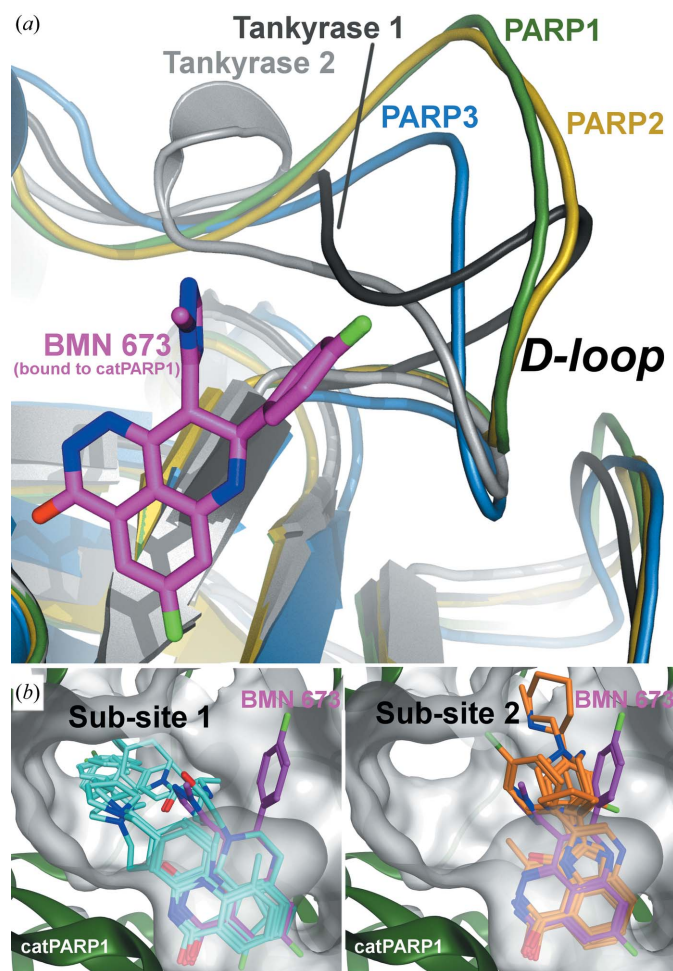 (a)
Tankyrase 1
PARP1
Tankyrase 2
PARP3
PARP2
BMN 673
(bound to catPARP1)
D-loop
(b)
Sub-site 1
BMN 673
catPARP1
Sub-site 2
BMN 673
catPARP1